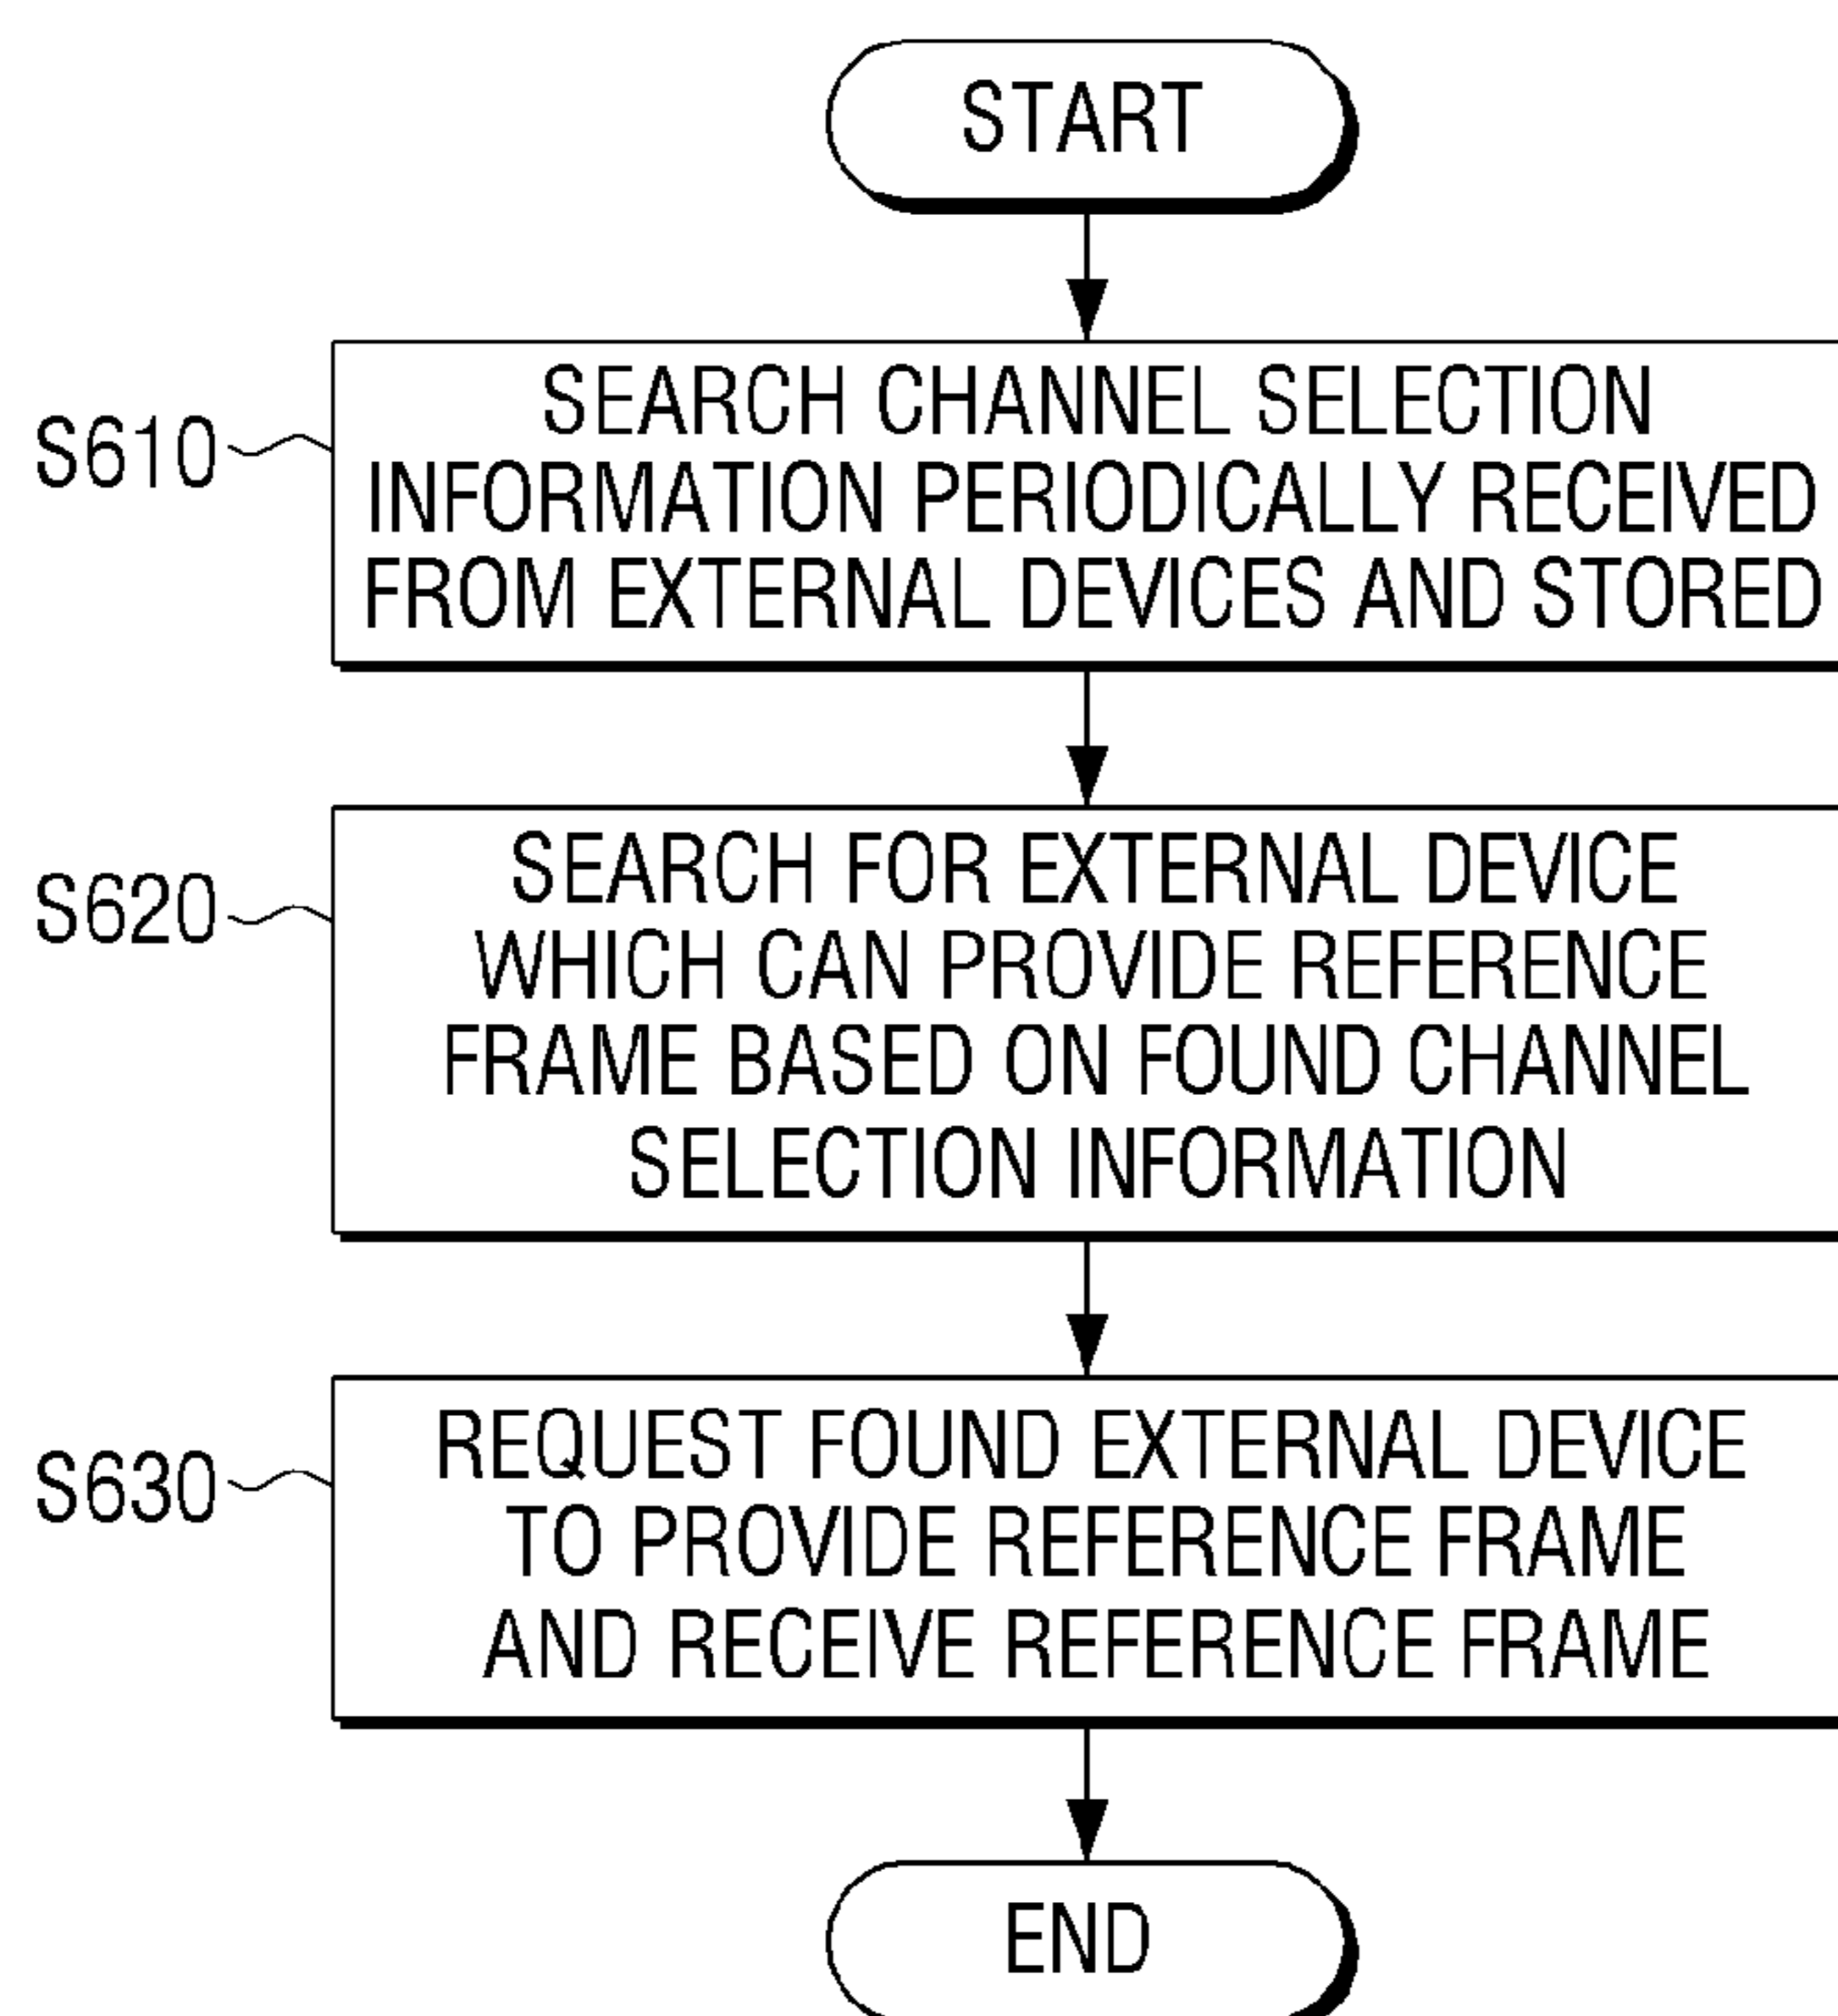 START
S610
SEARCH CHANNEL SELECTION
INFORMATION PERIODICALLY RECEIVED
FROM EXTERNAL DEVICES AND STORED
S620
SEARCH FOR EXTERNAL DEVICE
WHICH CAN PROVIDE REFERENCE
FRAME BASED ON FOUND CHANNEL
SELECTION INFORMATION
S630
REQUEST FOUND EXTERNAL DEVICE
TO PROVIDE REFERENCE FRAME
AND RECEIVE REFERENCE FRAME
END